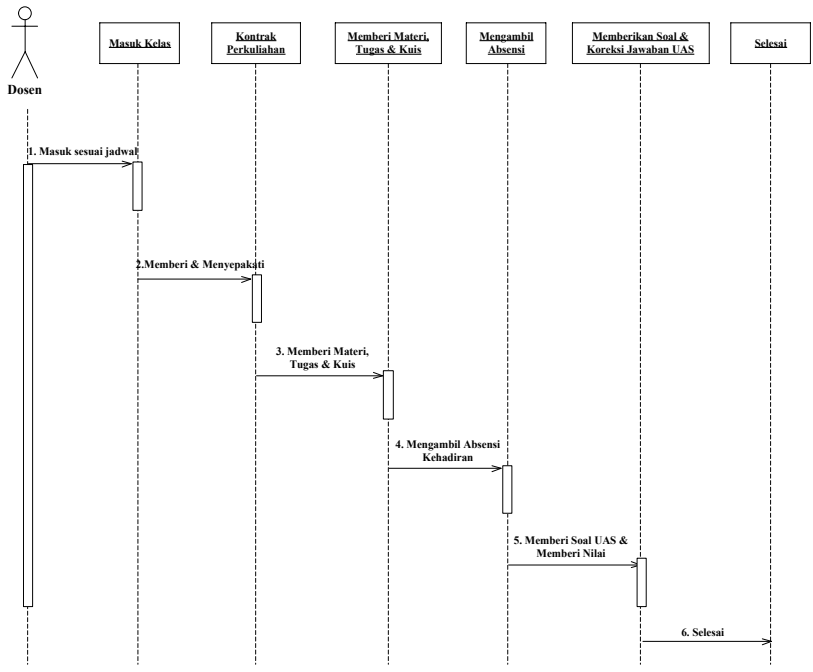 Dosen
Masuk Kelas
Kontrak
Perkuliahan
Memberi Materi,
Tugas & Kuis
Mengambil
Absensi
Memberikan Soal &
Koreksi Jawaban UAS
Selesai
1. Masuk sesuai jadwal
2.Memberi & Menyepakati
3. Memberi Materi,
Tugas & Kuis
4. Mengambil Absensi
Kehadiran
5. Memberi Soal UAS &
Memberi Nilai
6. Selesai